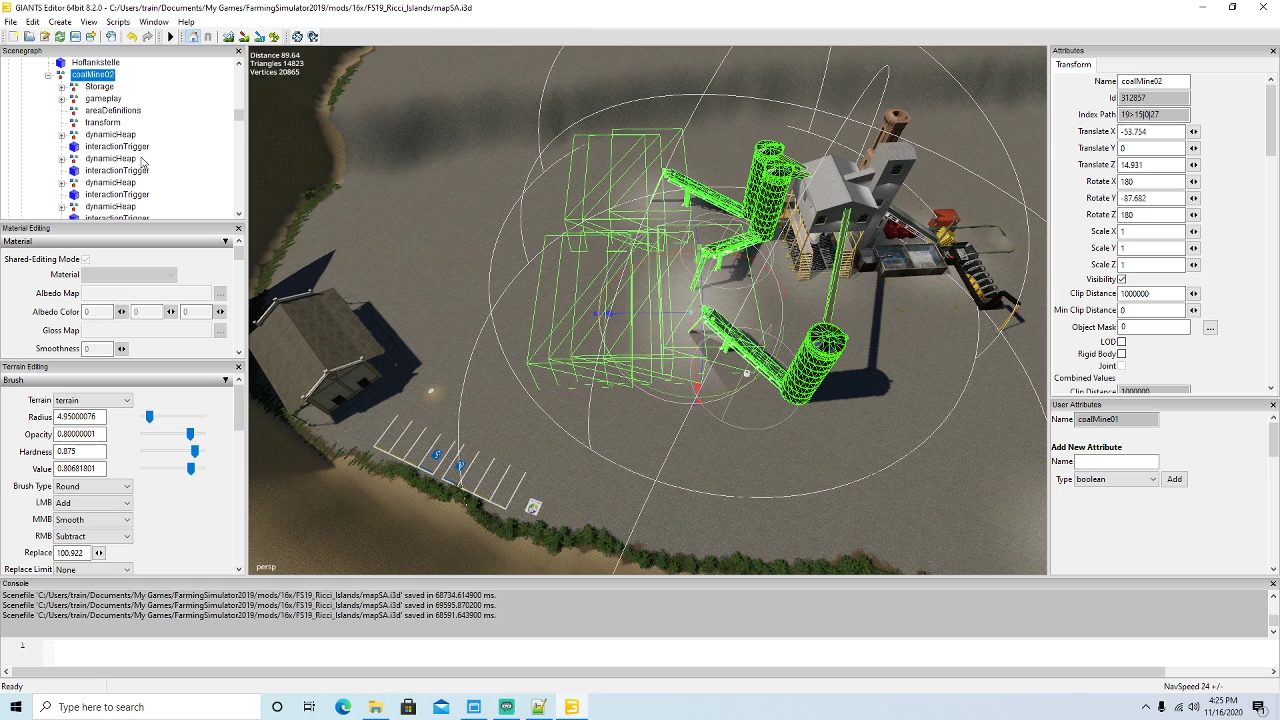 GIANTS Editor 64bit 8.2.0 - C:/Users/train/Documents/My Games/FarmingSimulator2019/mods/16x/FS19_Ricci_Islands/mapSA.i3d
File Edit Create View Scripts Window Help
Scenegraph
Hoftankstelle
coalMine02
Storage
gameplay
areaDefinitions
transform
dynamicHeap
interactionTrigger
dynamicHeap
interactionTrigger
dynamicHeap
interactionTrigger
dynamicHeap
interactionTrigger
Material Editing
Material
Shared-Editing Mode
Material
Albedo Map
Albedo Color 0 0 0
Gloss Map
Smoothness 0
Terrain Editing
Brush
Terrain terrain
Radius 4.95000076
Opacity 0.80000001
Hardness 0.875
Value 0.80681801
Brush Type Round
LMB Add
MMB Smooth
RMB Subtract
Replace 100.922
Replace Limit None
Distance 89.64
Triangles 14823
Vertices 20865
P
persp
Attributes
Transform
Name coalMine02
Id 312857
Index Path 19>15|0|27
Translate X -53.754
Translate Y 0
Translate Z 14.931
Rotate X 180
Rotate Y -87.682
Rotate Z 180
Scale X 1
Scale Y 1
Scale Z 1
Visibility
Clip Distance 1000000
Min Clip Distance 0
Object Mask 0 ...
LOD
Rigid Body
Joint
Combined Values
Clip Distance 1000000
User Attributes
Name coalMine01
Add New Attribute
Name
Type boolean Add
Console
Scenefile 'C:/Users/train/Documents/My Games/FarmingSimulator2019/mods/16x/FS19_Ricci_Islands/mapSA.i3d' saved in 68734.614900 ms.
Scenefile 'C:/Users/train/Documents/My Games/FarmingSimulator2019/mods/16x/FS19_Ricci_Islands/mapSA.i3d' saved in 69595.870200 ms.
Scenefile 'C:/Users/train/Documents/My Games/FarmingSimulator2019/mods/16x/FS19_Ricci_Islands/mapSA.i3d' saved in 68591.643900 ms.
1
Ready
NavSpeed 24 +/-
Type here to search
4:25 PM
11/16/2020